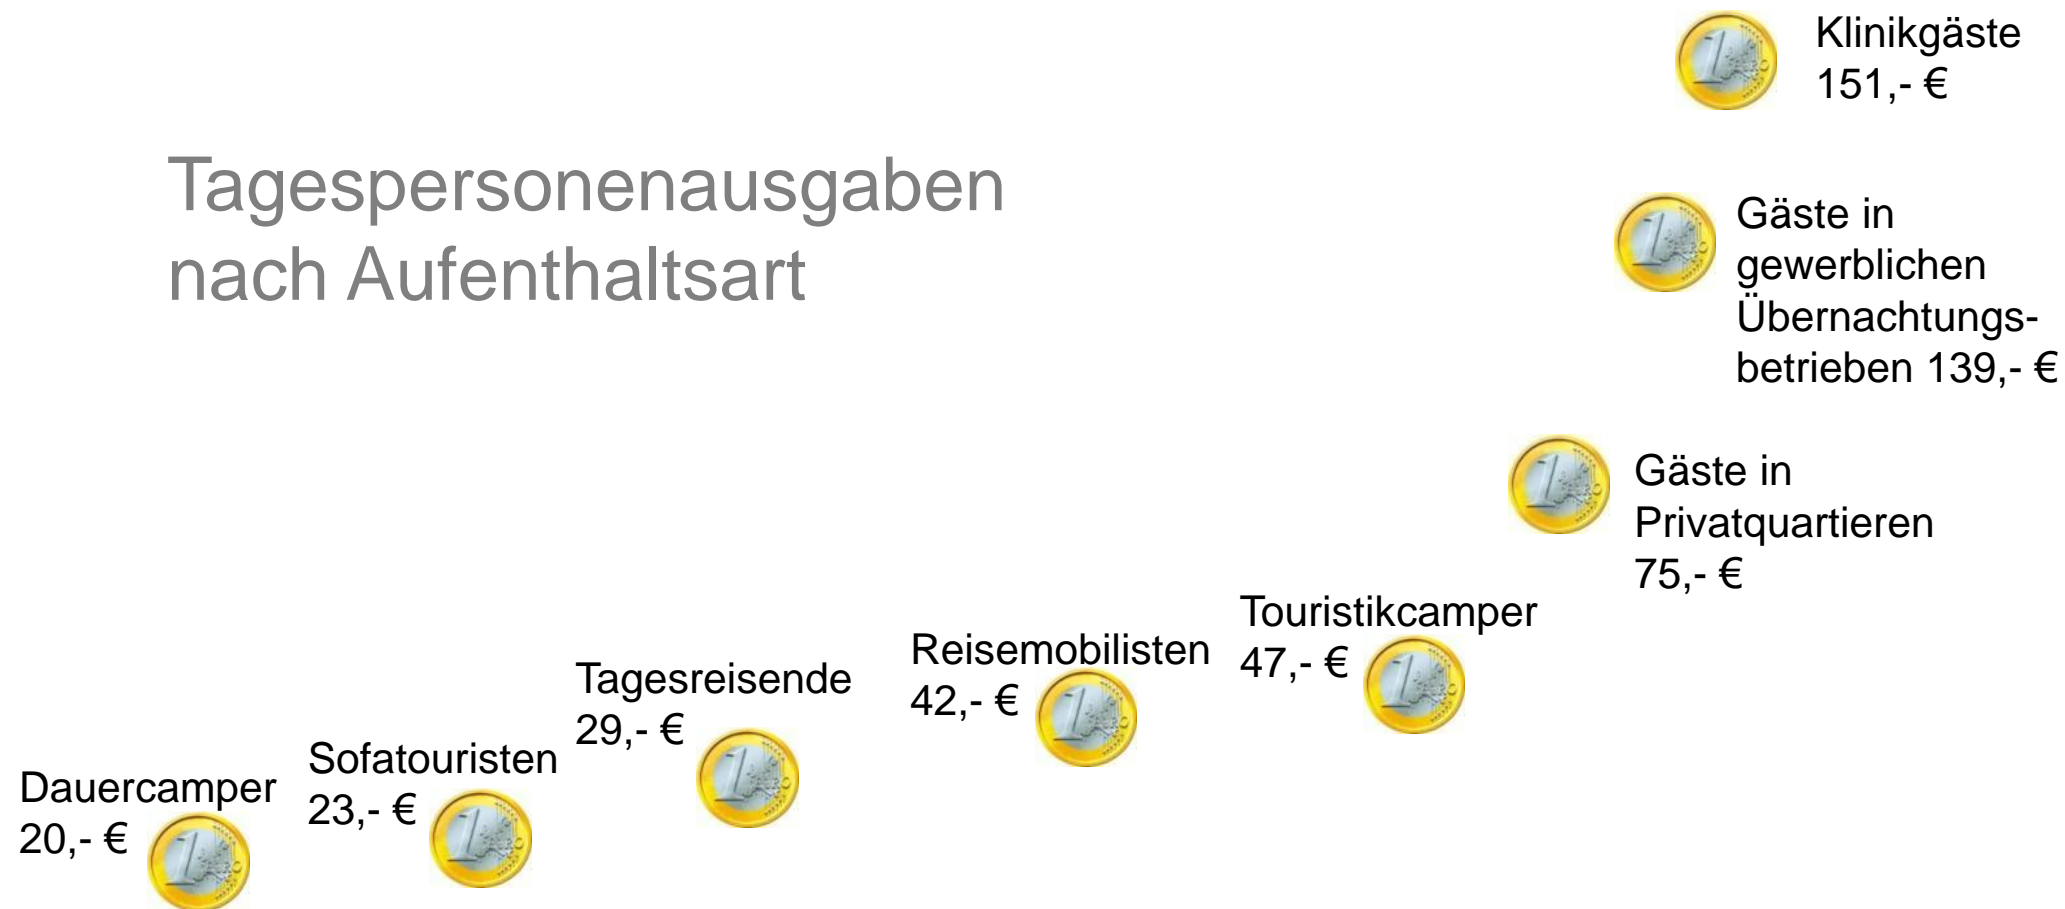 Tagespersonenausgaben
nach Aufenthaltsart
Klinikgäste
151,- €
Gäste in
gewerblichen
Übernachtungs-
betrieben 139,- €
Gäste in
Privatquartieren
75,- €
Touristikcamper
47,- €
Reisemobilisten
42,- €
Tagesreisende
29,- €
Sofatouristen
23,- €
Dauercamper
20,- €